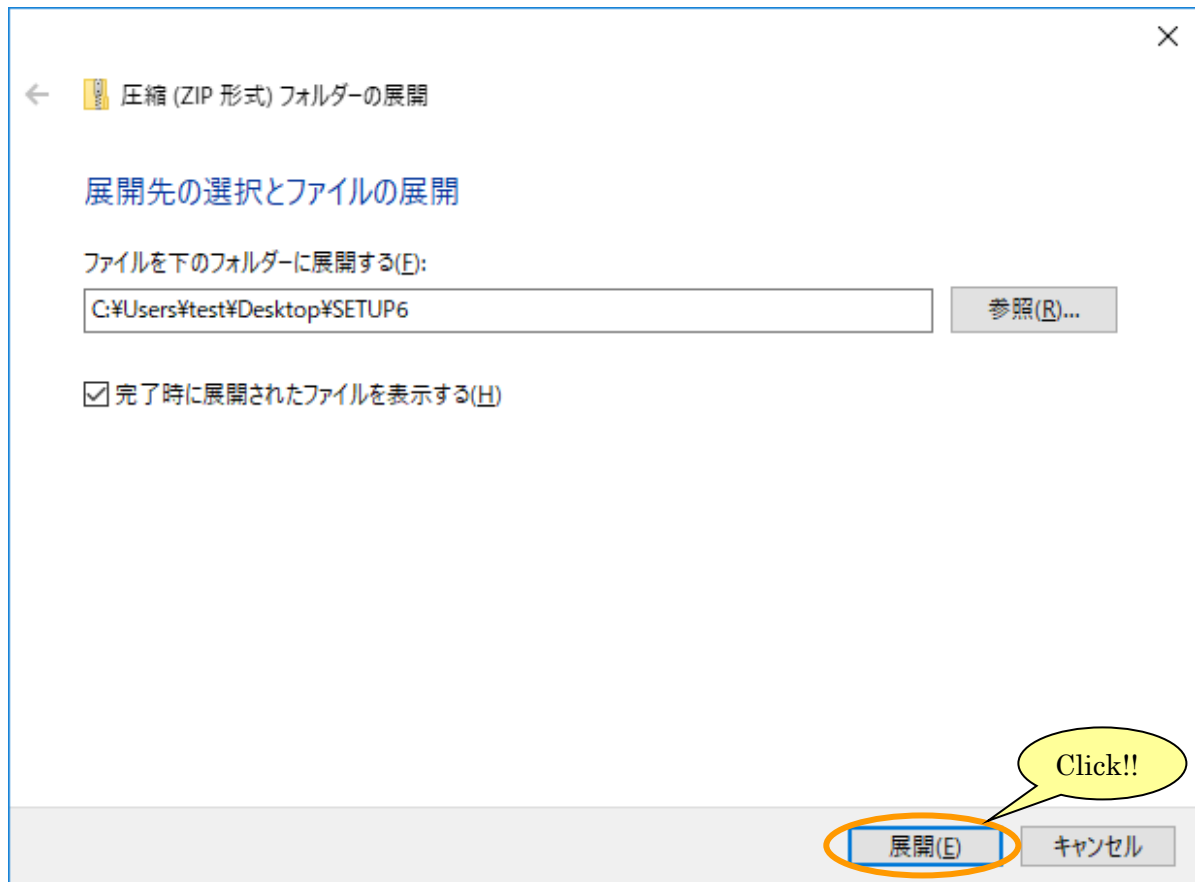 圧縮 (ZIP 形式) フォルダーの展開
展開先の選択とファイルの展開
ファイルを下のフォルダーに展開する(F):
C:¥Users¥test¥Desktop¥SETUP6
参照(R)...
完了時に展開されたファイルを表示する(H)
Click!!
展開(E)
キャンセル